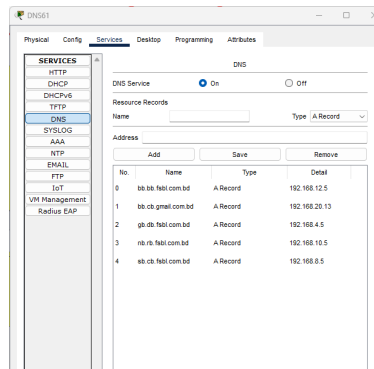 DNS61
Physical Config Services Desktop Programming Attributes
SERVICES
HTTP
DHCP
DHCPv6
TFTP
DNS
SYSLOG
AAA
NTP
EMAIL
FTP
IoT
VM Management
Radius EAP
DNS
DNS Service On Off
Resource Records
Name Type A Record
Address
Add Save Remove
No. Name Type Detail
0 bb.bb.fsbl.com.bd A Record 192.168.12.5
1 bb.cb.gmail.com.bd A Record 192.168.20.13
2 gb.db.fsbl.com.bd A Record 192.168.4.5
3 nb.rb.fsbl.com.bd A Record 192.168.10.5
4 sb.cb.fsbl.com.bd A Record 192.168.8.5